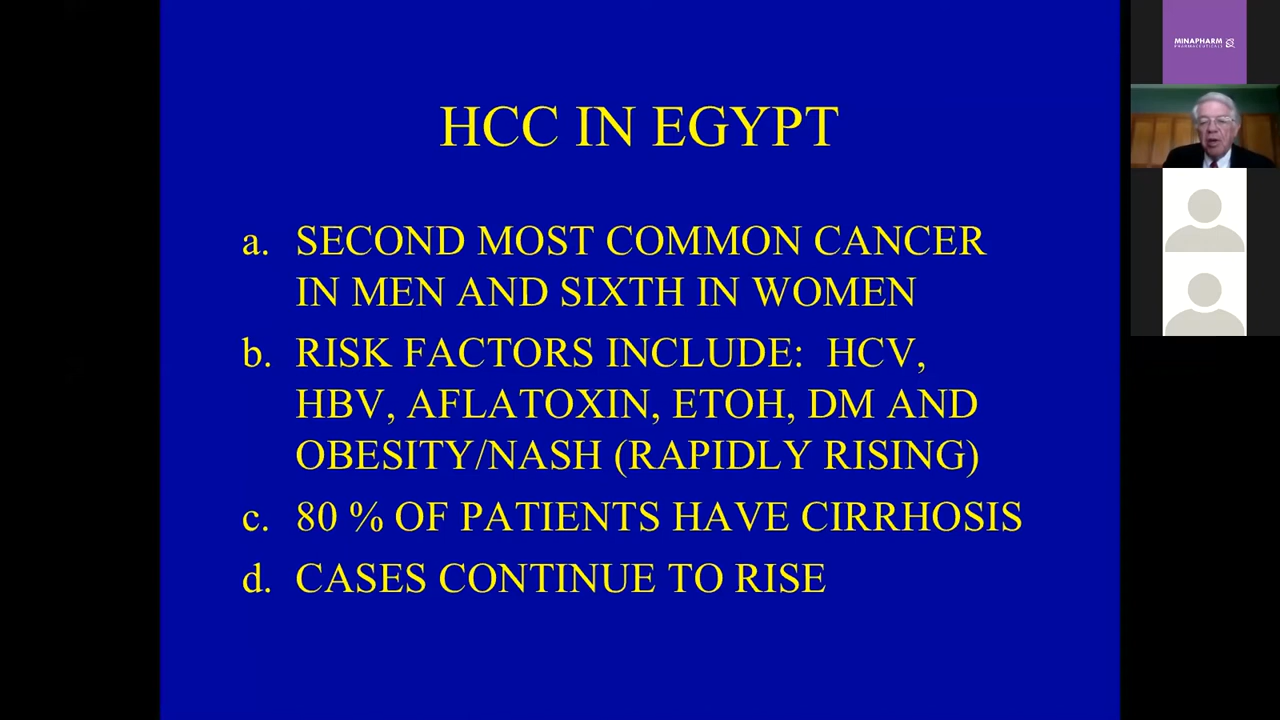 HCC IN EGYPT
a. SECOND MOST COMMON CANCER
IN MEN AND SIXTH IN WOMEN
b. RISK FACTORS INCLUDE: HCV,
HBV, AFLATOXIN, ETOH, DM AND
OBESITY/NASH (RAPIDLY RISING)
c. 80 % OF PATIENTS HAVE CIRRHOSIS
d. CASES CONTINUE TO RISE
MINAPHARM
PHARMACEUTICALS